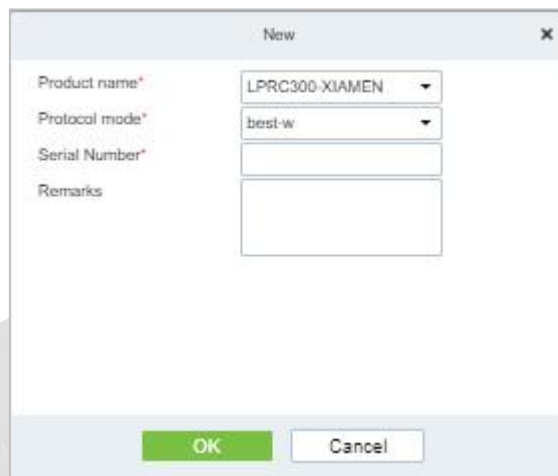 New
Product name* LPRC300-XIAMEN
Protocol mode* best-w
Serial Number*
Remarks
OK Cancel